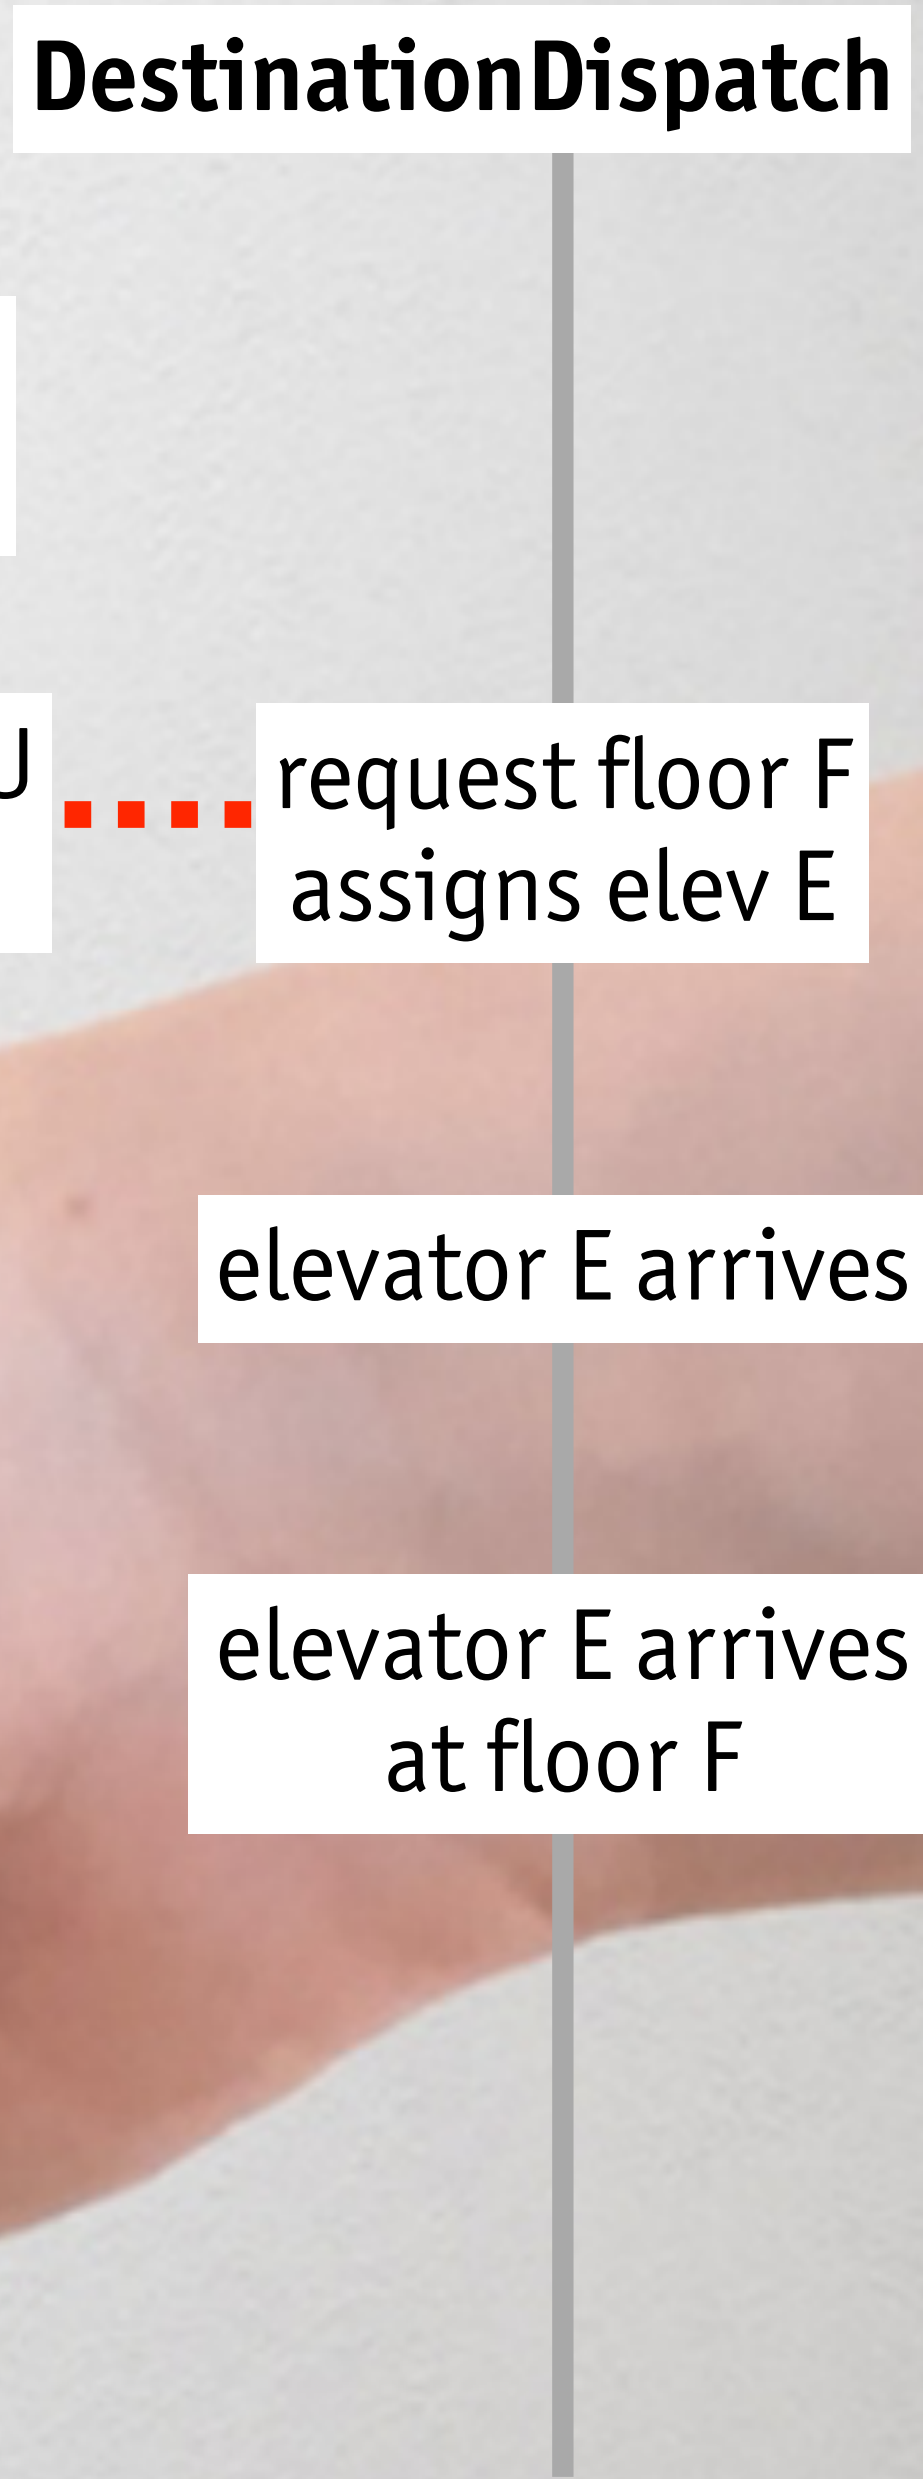 DestinationDispatch
U
request floor F
assigns elev E
elevator E arrives
elevator E arrives
at floor F